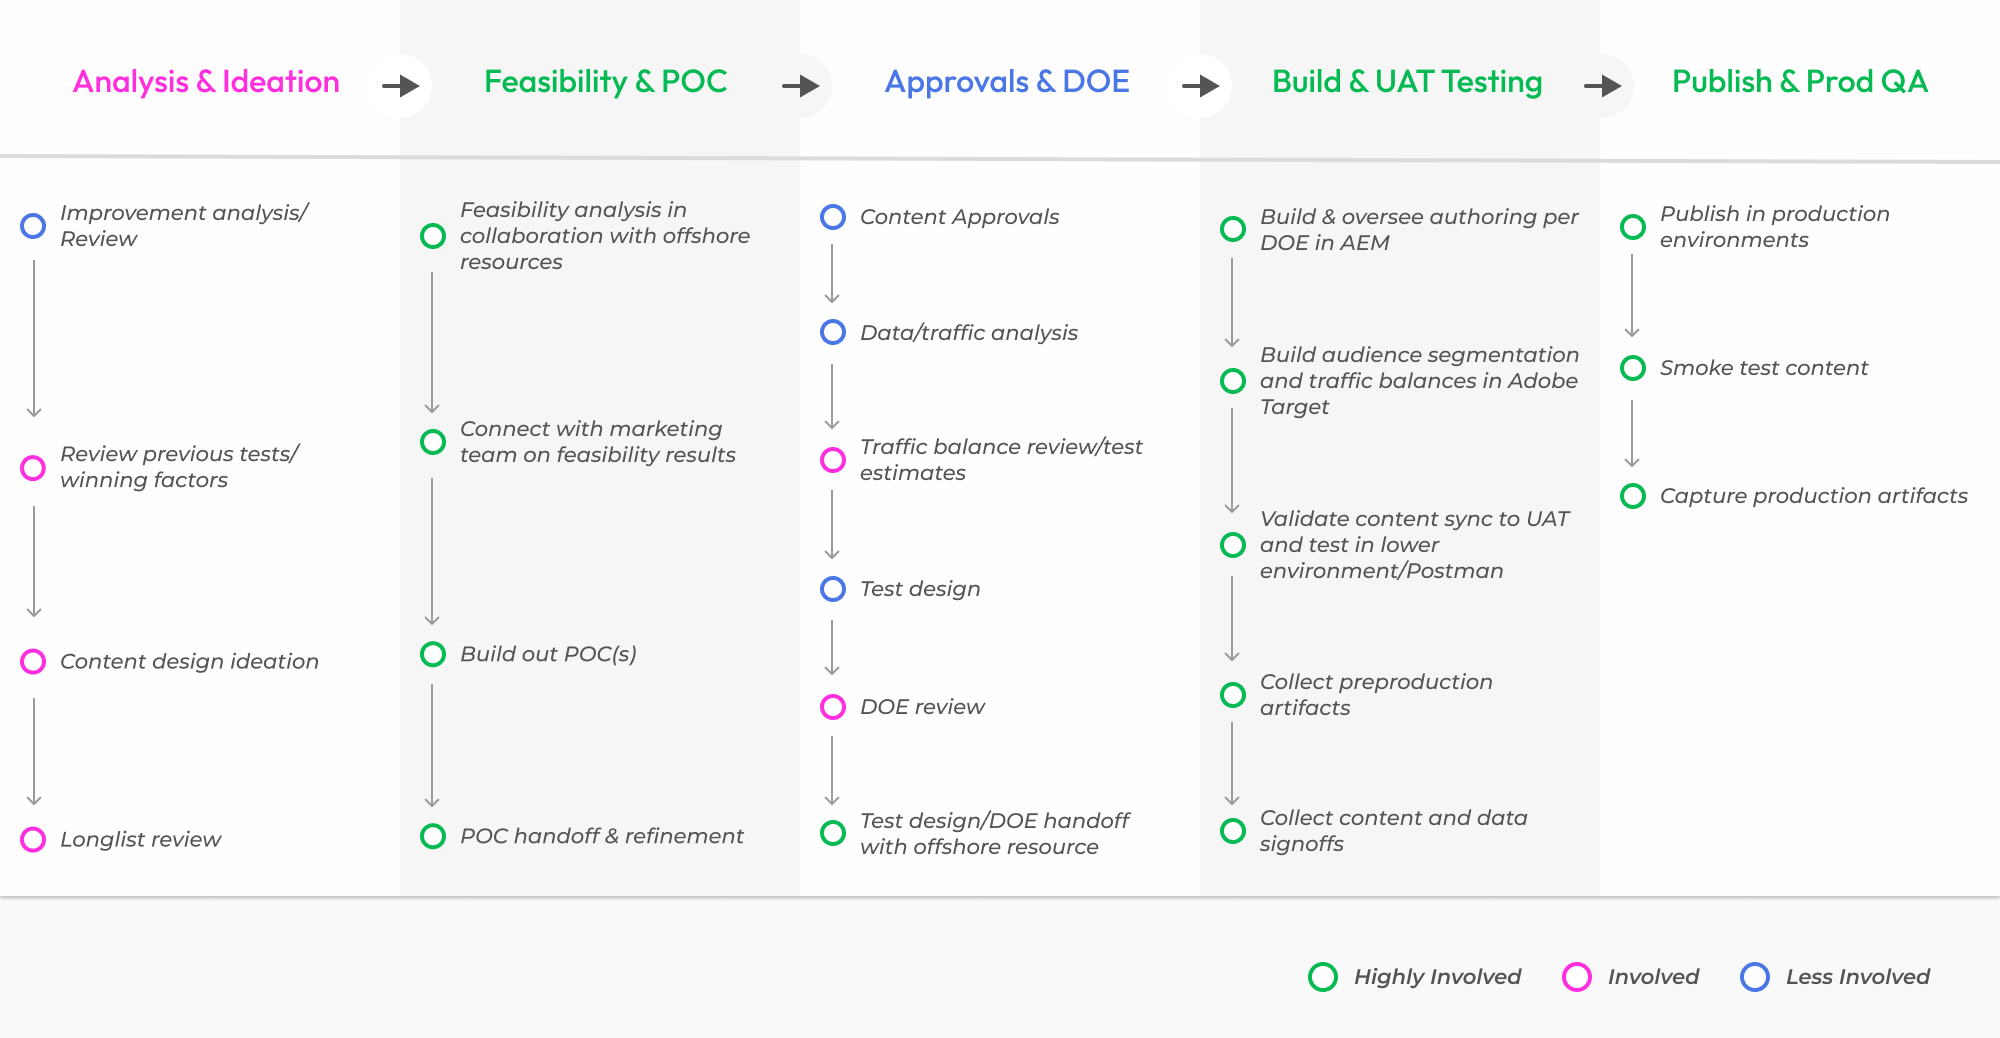 Analysis & Ideation
Feasibility & POC
Approvals & DOE
Build & UAT Testing
Publish & Prod QA
Improvement analysis/
Review
Review previous tests/
winning factors
Content design ideation
Longlist review
Feasibility analysis in
collaboration with offshore
resources
Connect with marketing
team on feasibility results
Build out POC(s)
POC handoff & refinement
Content Approvals
Data/traffic analysis
Traffic balance review/test
estimates
Test design
DOE review
Test design/DOE handoff
with offshore resource
Build & oversee authoring per
DOE in AEM
Build audience segmentation
and traffic balances in Adobe
Target
Validate content sync to UAT
and test in lower
environment/Postman
Collect preproduction
artifacts
Collect content and data
signoffs
Publish in production
environments
Smoke test content
Capture production artifacts
Highly Involved
Involved
Less Involved